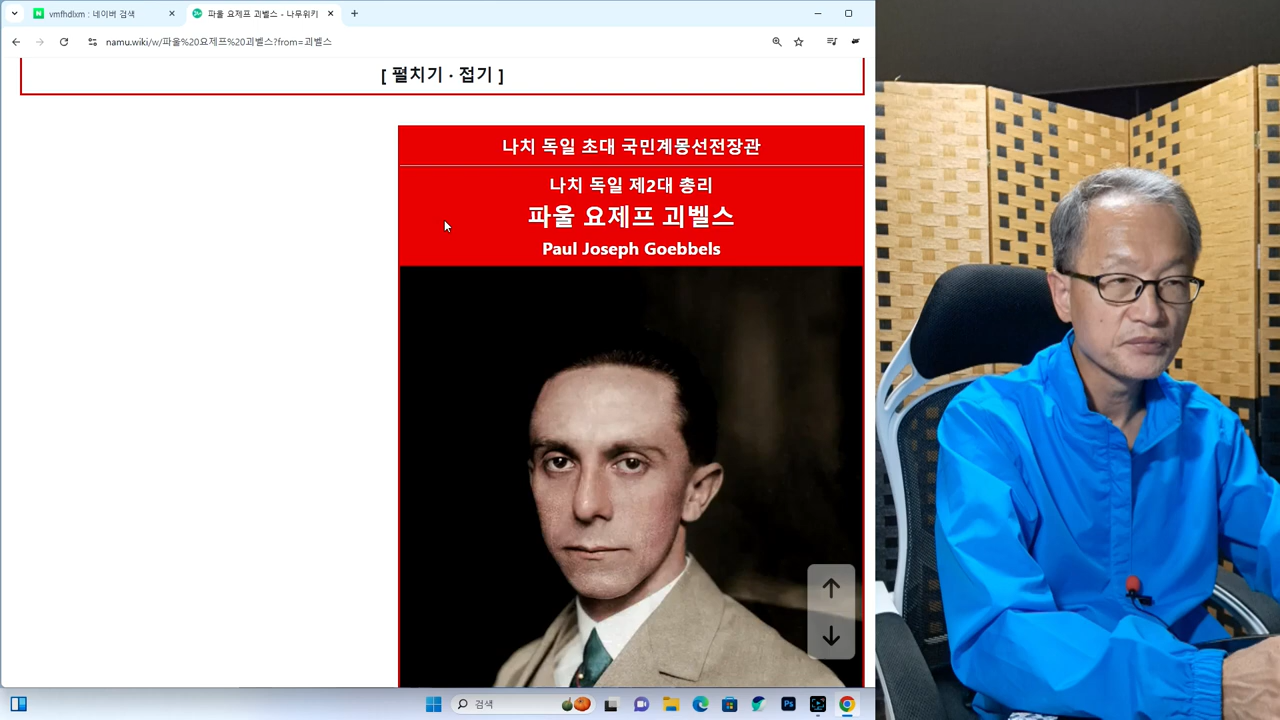 vmfhdlxm : 네이버 검색
파울 요제프 괴벨스 - 나무위키
namu.wiki/w/파울%20요제프%20괴벨스?from=괴벨스
[ 펼치기 · 접기 ]
나치 독일 초대 국민계몽선전장관
나치 독일 제2대 총리
파울 요제프 괴벨스
Paul Joseph Goebbels
검색
Ps